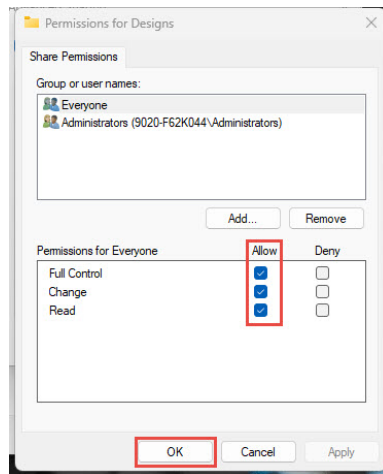 Permissions for Designs
Share Permissions
Group or user names:
Everyone
Administrators (9020-F62K044\Administrators)
Add... Remove
Permissions for Everyone Allow Deny
Full Control
Change
Read
OK Cancel Apply